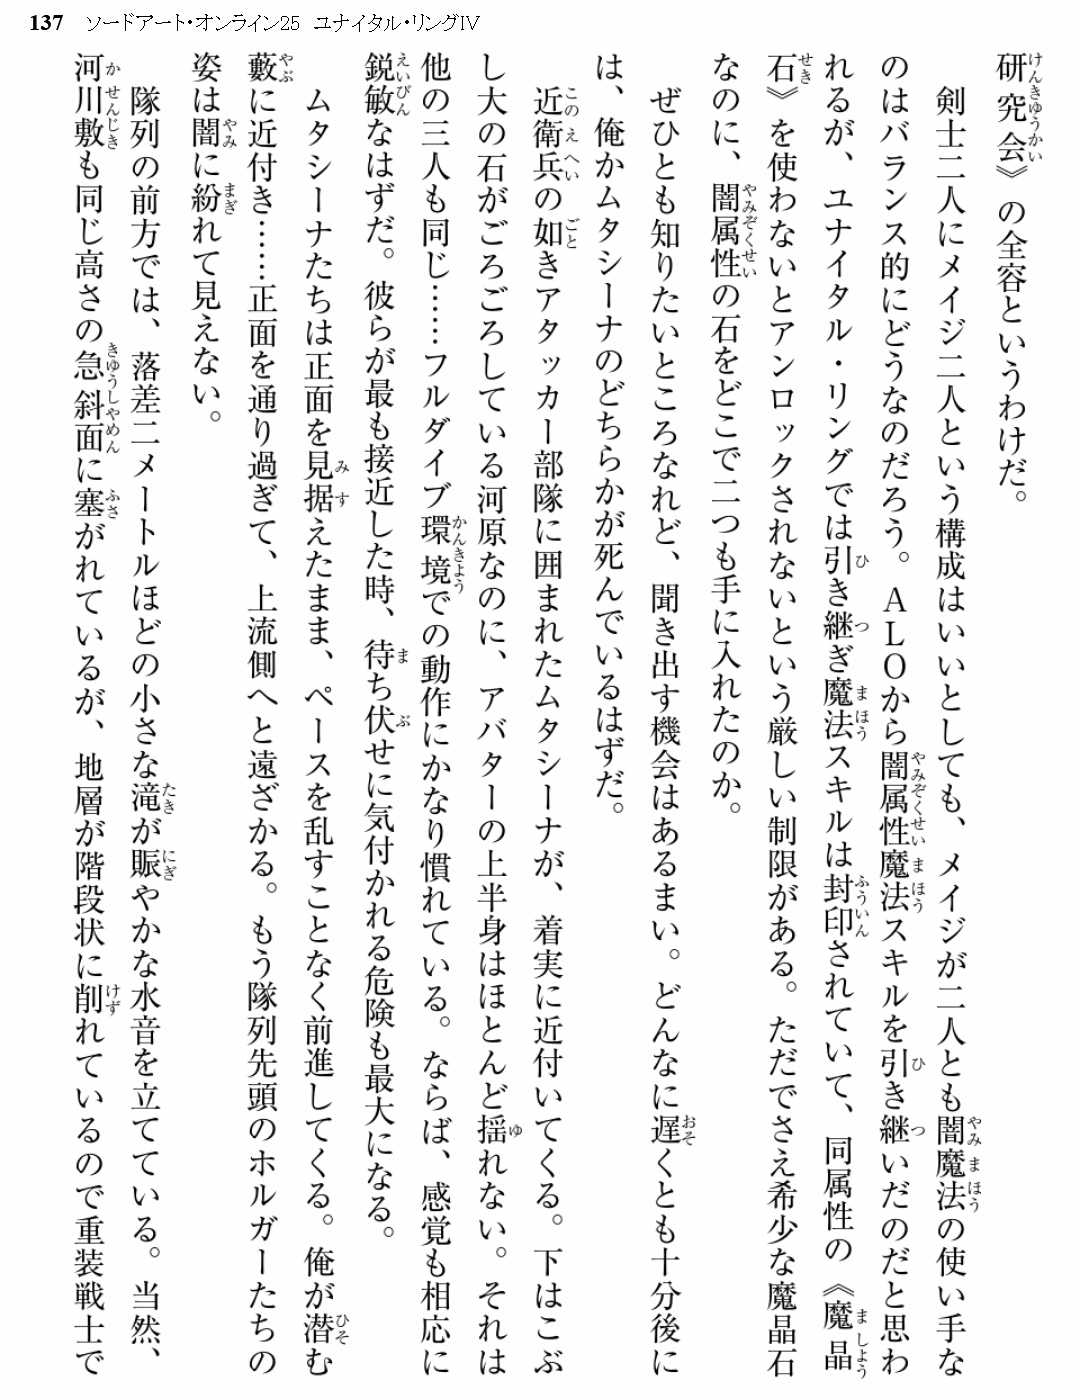 137 ソードアート・オンライン25 ユナイタル・リングⅣ
研究会》の全容というわけだ。
剣士二人にメイジ二人という構成はいいとしても、メイジが二人とも闇魔法の使い手な
のはバランス的にどうなのだろう。ALOから闇属性魔法スキルを引き継いだのだと思わ
れるが、ユナイタル・リングでは引き継ぎ魔法スキルは封印されていて、同属性の《魔晶
石》を使わないとアンロックされないという厳しい制限がある。ただでさえ希少な魔晶石
なのに、闇属性の石をどこで二つも手に入れたのか。
ぜひとも知りたいところなれど、聞き出す機会はあるまい。どんなに遅くとも十分後に
は、俺かムタシーナのどちらかが死んでいるはずだ。
近衛兵の如きアタッカー部隊に囲まれたムタシーナが、着実に近付いてくる。下はこぶ
し大の石がごろごろしている河原なのに、アバターの上半身はほとんど揺れない。それは
他の三人も同じ……フルダイブ環境での動作にかなり慣れている。ならば、感覚も相応に
鋭敏なはずだ。彼らが最も接近した時、待ち伏せに気付かれる危険も最大になる。
ムタシーナたちは正面を見据えたまま、ペースを乱すことなく前進してくる。俺が潜む
藪に近付き……正面を通り過ぎて、上流側へと遠ざかる。もう隊列先頭のホルガーたちの
姿は闇に紛れて見えない。
隊列の前方では、落差二メートルほどの小さな滝が賑やかな水音を立てている。当然、
河川敷も同じ高さの急斜面に塞がれているが、地層が階段状に削れているので重装戦士で